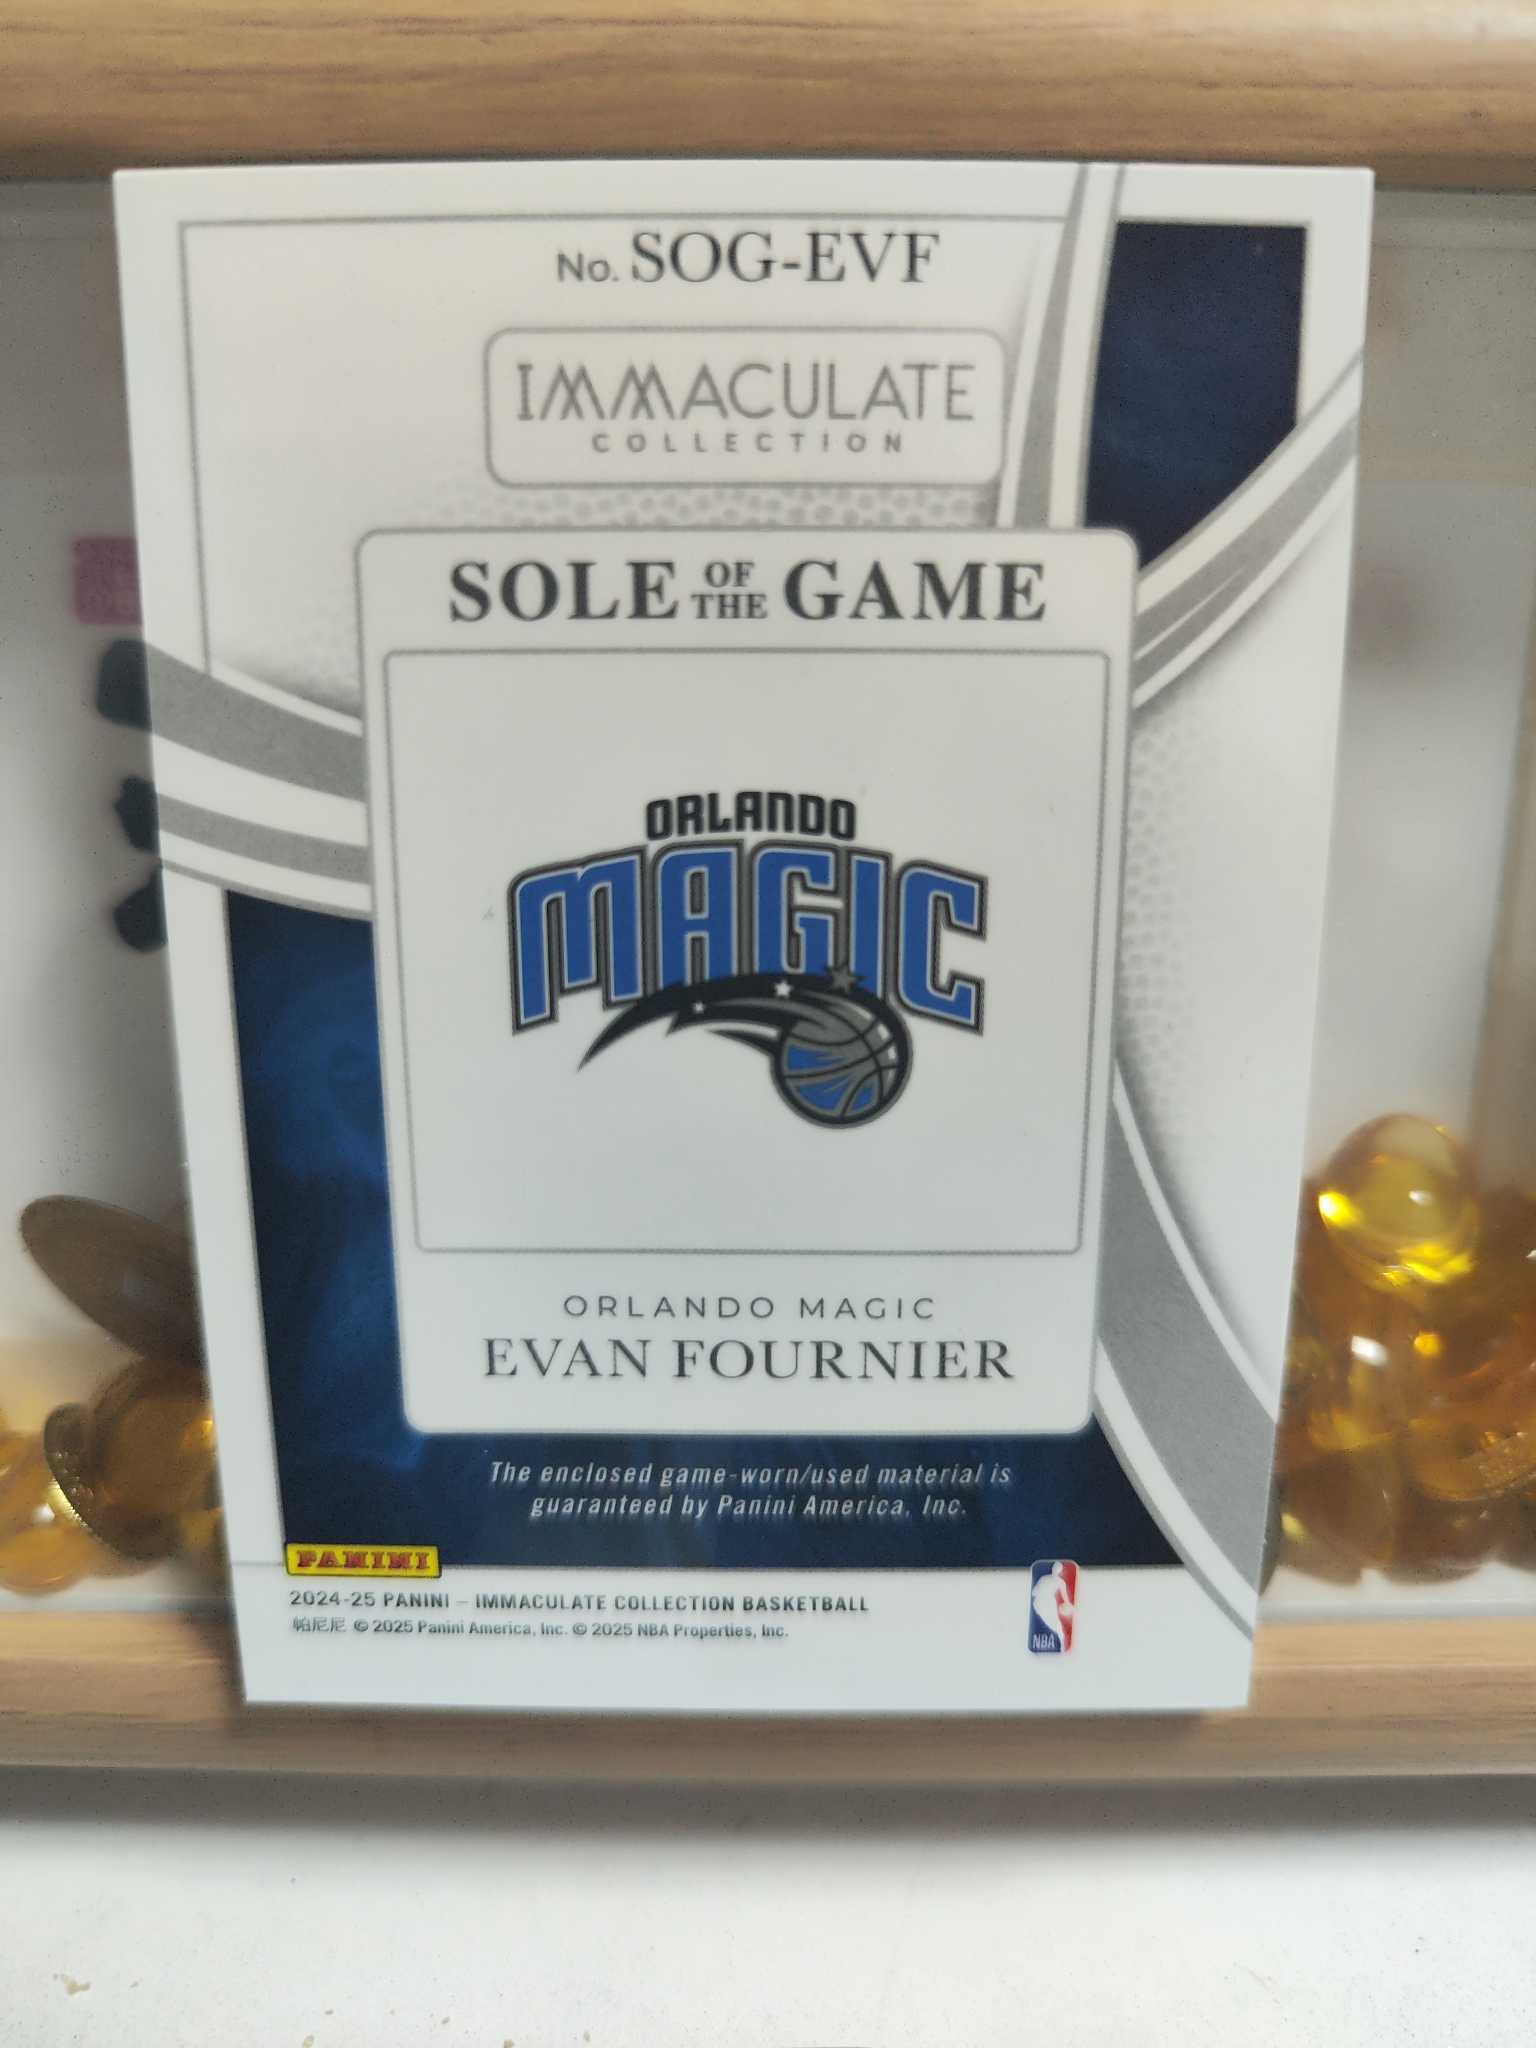 No. SOG-EVF
IMMACULATE
COLLECTION
SOLE OF THE GAME
ORLANDO
MAGIC
ORLANDO MAGIC
EVAN FOURNIER
The enclosed game-worn/used material is
guaranteed by Panini America, Inc.
PANINI
2024-25 PANINI – IMMACULATE COLLECTION BASKETBALL
帕尼尼 © 2025 Panini America, Inc. © 2025 NBA Properties, Inc.
NBA